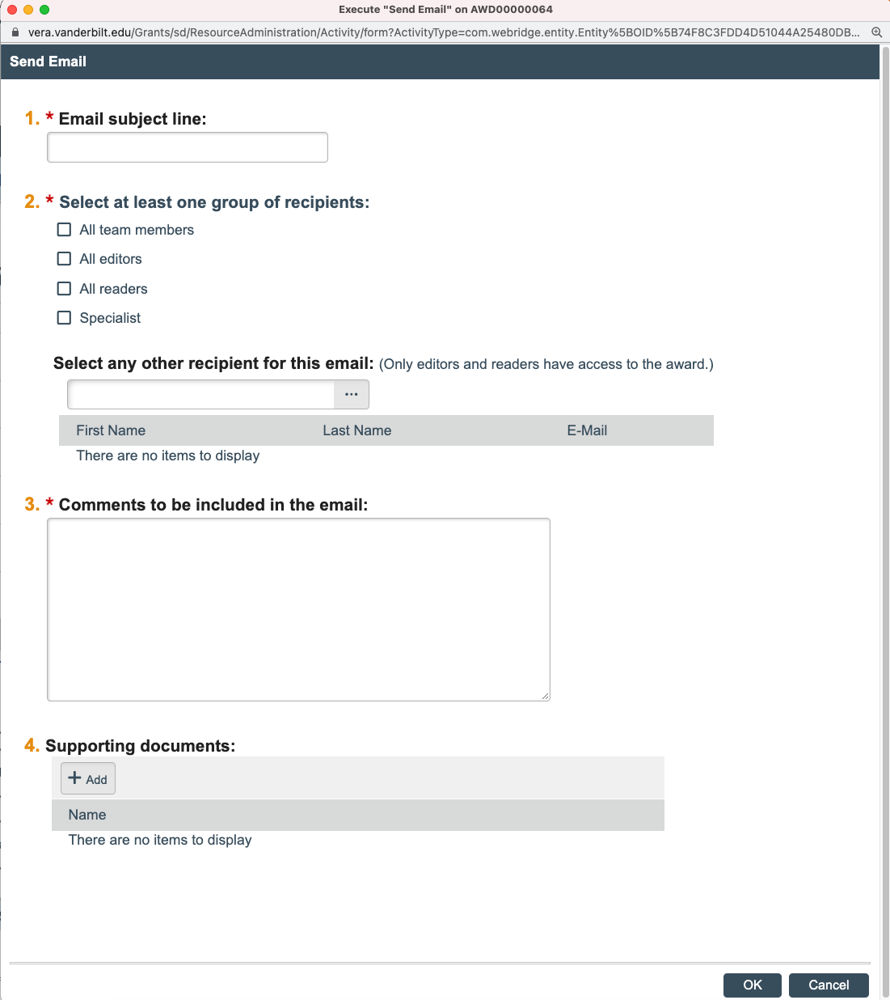 Execute "Send Email" on AWD00000064
vera.vanderbilt.edu/Grants/sd/ResourceAdministration/Activity/form?ActivityType=com.webridge.entity.Entity%5BOID%5B74F8C3FDD4D51044A25480DB...
Send Email
1. * Email subject line:
2. * Select at least one group of recipients:
All team members
All editors
All readers
Specialist
Select any other recipient for this email: (Only editors and readers have access to the award.)
...
First Name Last Name E-Mail
There are no items to display
3. * Comments to be included in the email:
4. Supporting documents:
+ Add
Name
There are no items to display
OK Cancel